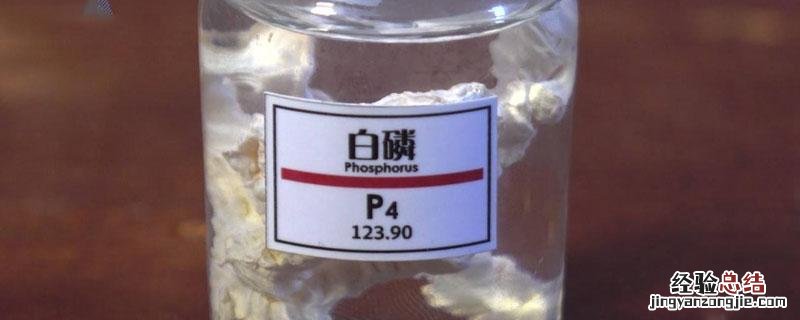 白磷
Phosphorus
P4
123.90
经验总结
jingyanzongjie.com